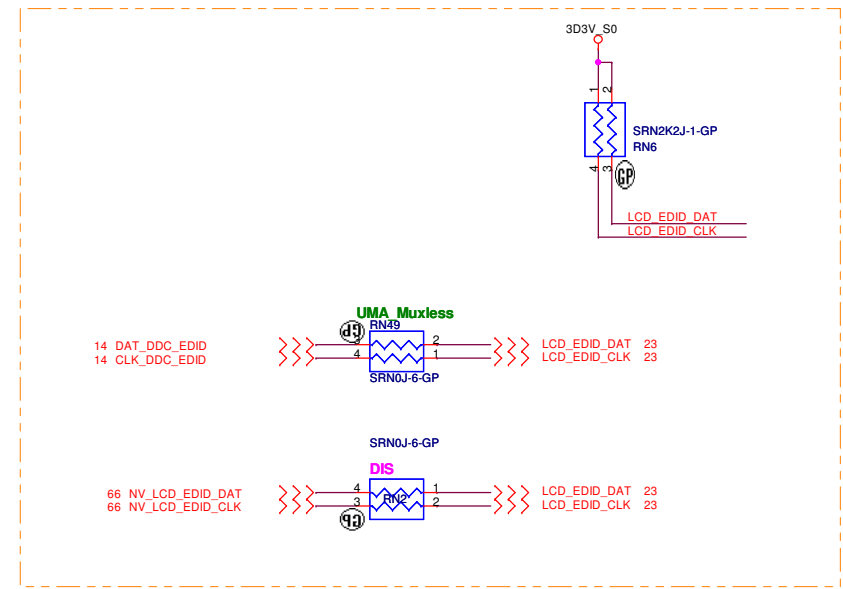 3D3V_S0
1 2
SRN2K2J-1-GP
RN6
4 3
GP
LCD_EDID_DAT
LCD_EDID_CLK
UMA_Muxless
GP
RN49
14 DAT_DDC_EDID 3 2 LCD_EDID_DAT 23
14 CLK_DDC_EDID 4 1 LCD_EDID_CLK 23
SRN0J-6-GP
SRN0J-6-GP
DIS
66 NV_LCD_EDID_DAT 4 1 LCD_EDID_DAT 23
RN2
66 NV_LCD_EDID_CLK 3 2 LCD_EDID_CLK 23
GP